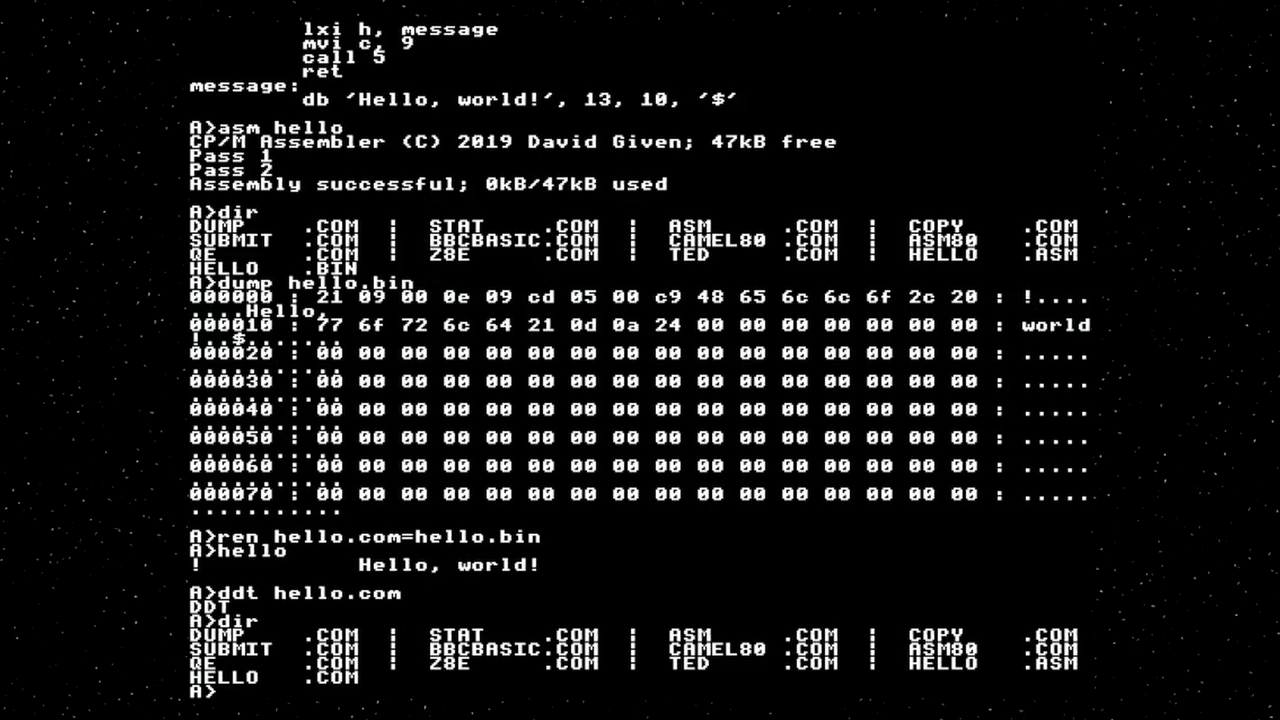 lxi h, message
mvi c, 9
call 5
ret
message:
db 'Hello, world!', 13, 10, '$'
A>asm hello
CP/M Assembler (C) 2019 David Given; 47kB free
Pass 1
Pass 2
Assembly successful; 0kB/47kB used
A>dir
DUMP .COM | STAT .COM | ASM .COM | COPY .COM
SUBMIT .COM | BBCBASIC.COM | CAMEL80 .COM | ASM80 .COM
QE .COM | Z8E .COM | TED .COM | HELLO .ASM
HELLO .BIN
A>dump hello.bin
000000 : 21 09 00 0e 09 cd 05 00 c9 48 65 6c 6c 6f 2c 20 : !....
....Hello,
000010 : 77 6f 72 6c 64 21 0d 0a 24 00 00 00 00 00 00 00 : world
!..$.......
000020 : 00 00 00 00 00 00 00 00 00 00 00 00 00 00 00 00 : .....
...........
000030 : 00 00 00 00 00 00 00 00 00 00 00 00 00 00 00 00 : .....
...........
000040 : 00 00 00 00 00 00 00 00 00 00 00 00 00 00 00 00 : .....
...........
000050 : 00 00 00 00 00 00 00 00 00 00 00 00 00 00 00 00 : .....
...........
000060 : 00 00 00 00 00 00 00 00 00 00 00 00 00 00 00 00 : .....
...........
000070 : 00 00 00 00 00 00 00 00 00 00 00 00 00 00 00 00 : .....
...........
A>ren hello.com=hello.bin
A>hello
! Hello, world!
A>ddt hello.com
DDT
A>dir
DUMP .COM | STAT .COM | ASM .COM | COPY .COM
SUBMIT .COM | BBCBASIC.COM | CAMEL80 .COM | ASM80 .COM
QE .COM | Z8E .COM | TED .COM | HELLO .ASM
HELLO .COM
A>